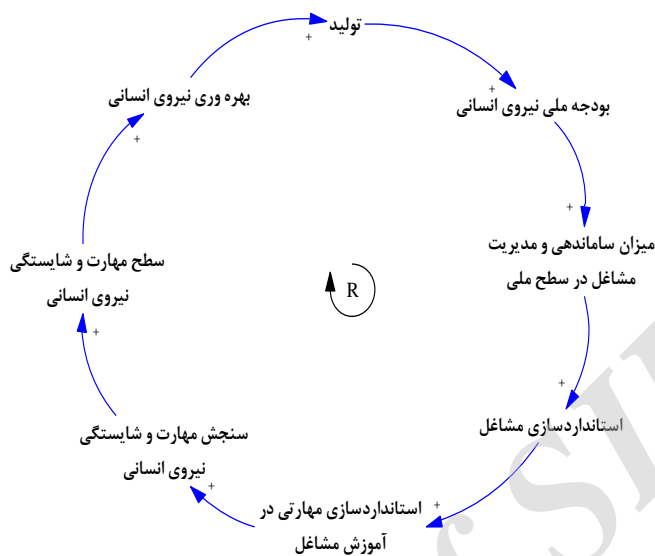 تولید
+
بودجه ملی نیروی انسانی
+
میزان ساماندهی و مدیریت
مشاغل در سطح ملی
+
استانداردسازی مشاغل
+
استانداردسازی مهارتی در
آموزش مشاغل
+
سنجش مهارت و شایستگی
نیروی انسانی
+
سطح مهارت و شایستگی
نیروی انسانی
+
بهره وری نیروی انسانی
+
R